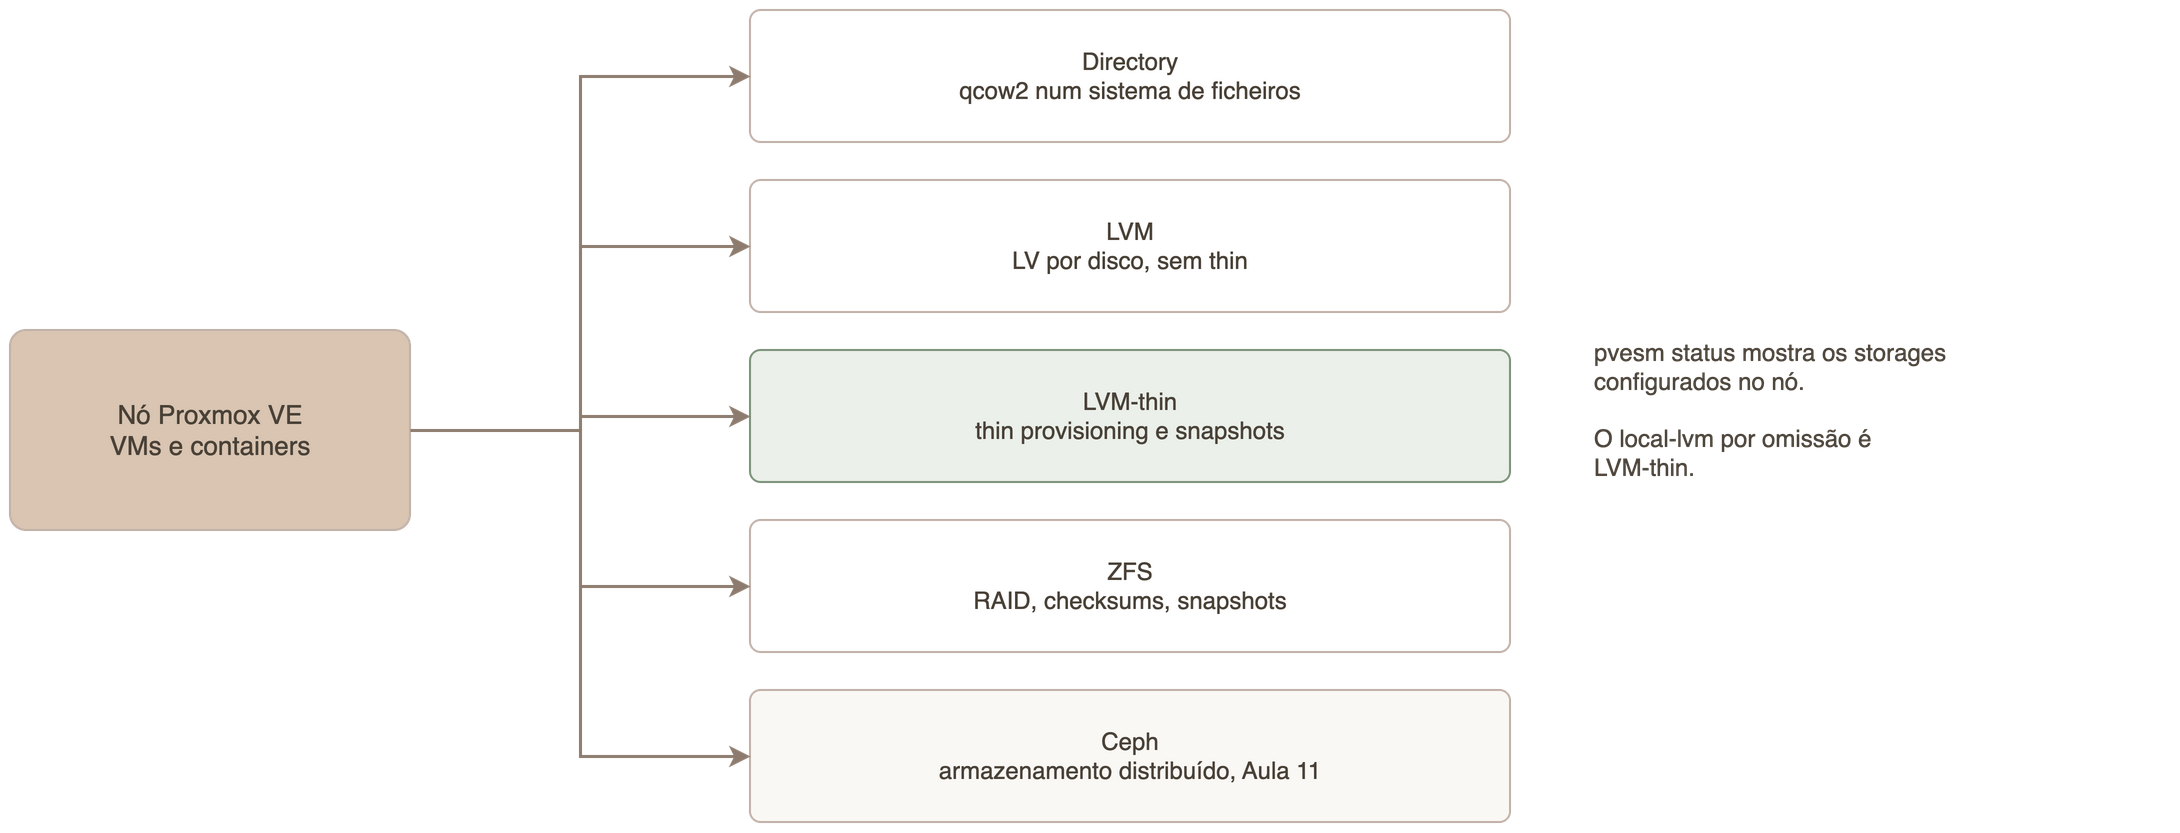 Nó Proxmox VE
VMs e containers
Directory
qcow2 num sistema de ficheiros
LVM
LV por disco, sem thin
LVM-thin
thin provisioning e snapshots
ZFS
RAID, checksums, snapshots
Ceph
armazenamento distribuído, Aula 11
pvesm status mostra os storages
configurados no nó.
O local-lvm por omissão é
LVM-thin.